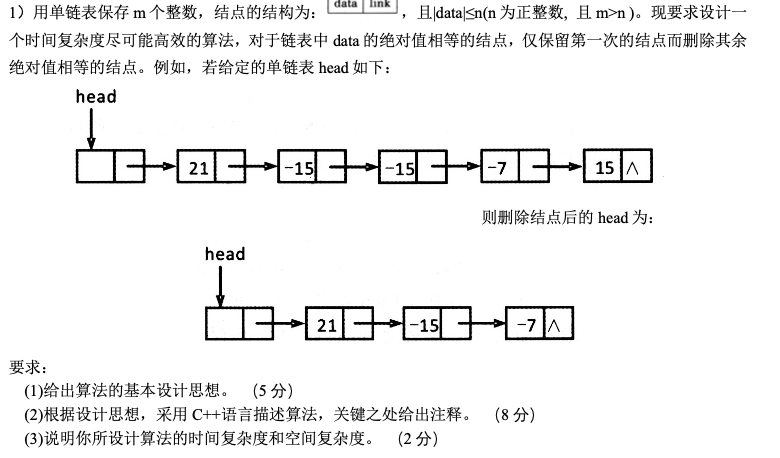 1）用单链表保存 m 个整数，结点的结构为： data link ，且|data|≤n(n 为正整数, 且 m>n )。现要求设计一
个时间复杂度尽可能高效的算法，对于链表中 data 的绝对值相等的结点，仅保留第一次的结点而删除其余
绝对值相等的结点。例如，若给定的单链表 head 如下：
head
21 -15 -15 -7 15 ∧
则删除结点后的 head 为：
head
21 -15 -7 ∧
要求：
(1)给出算法的基本设计思想。（5 分）
(2)根据设计思想，采用 C++语言描述算法，关键之处给出注释。（8 分）
(3)说明你所设计算法的时间复杂度和空间复杂度。（2 分）